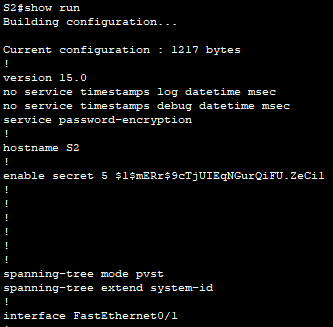 S2#show run
Building configuration...
Current configuration : 1217 bytes
!
version 15.0
no service timestamps log datetime msec
no service timestamps debug datetime msec
service password-encryption
!
hostname S2
!
enable secret 5 $1$mERr$9cTjUIEqNGurQiFU.ZeCi1
!
!
!
!
!
!
spanning-tree mode pvst
spanning-tree extend system-id
!
interface FastEthernet0/1